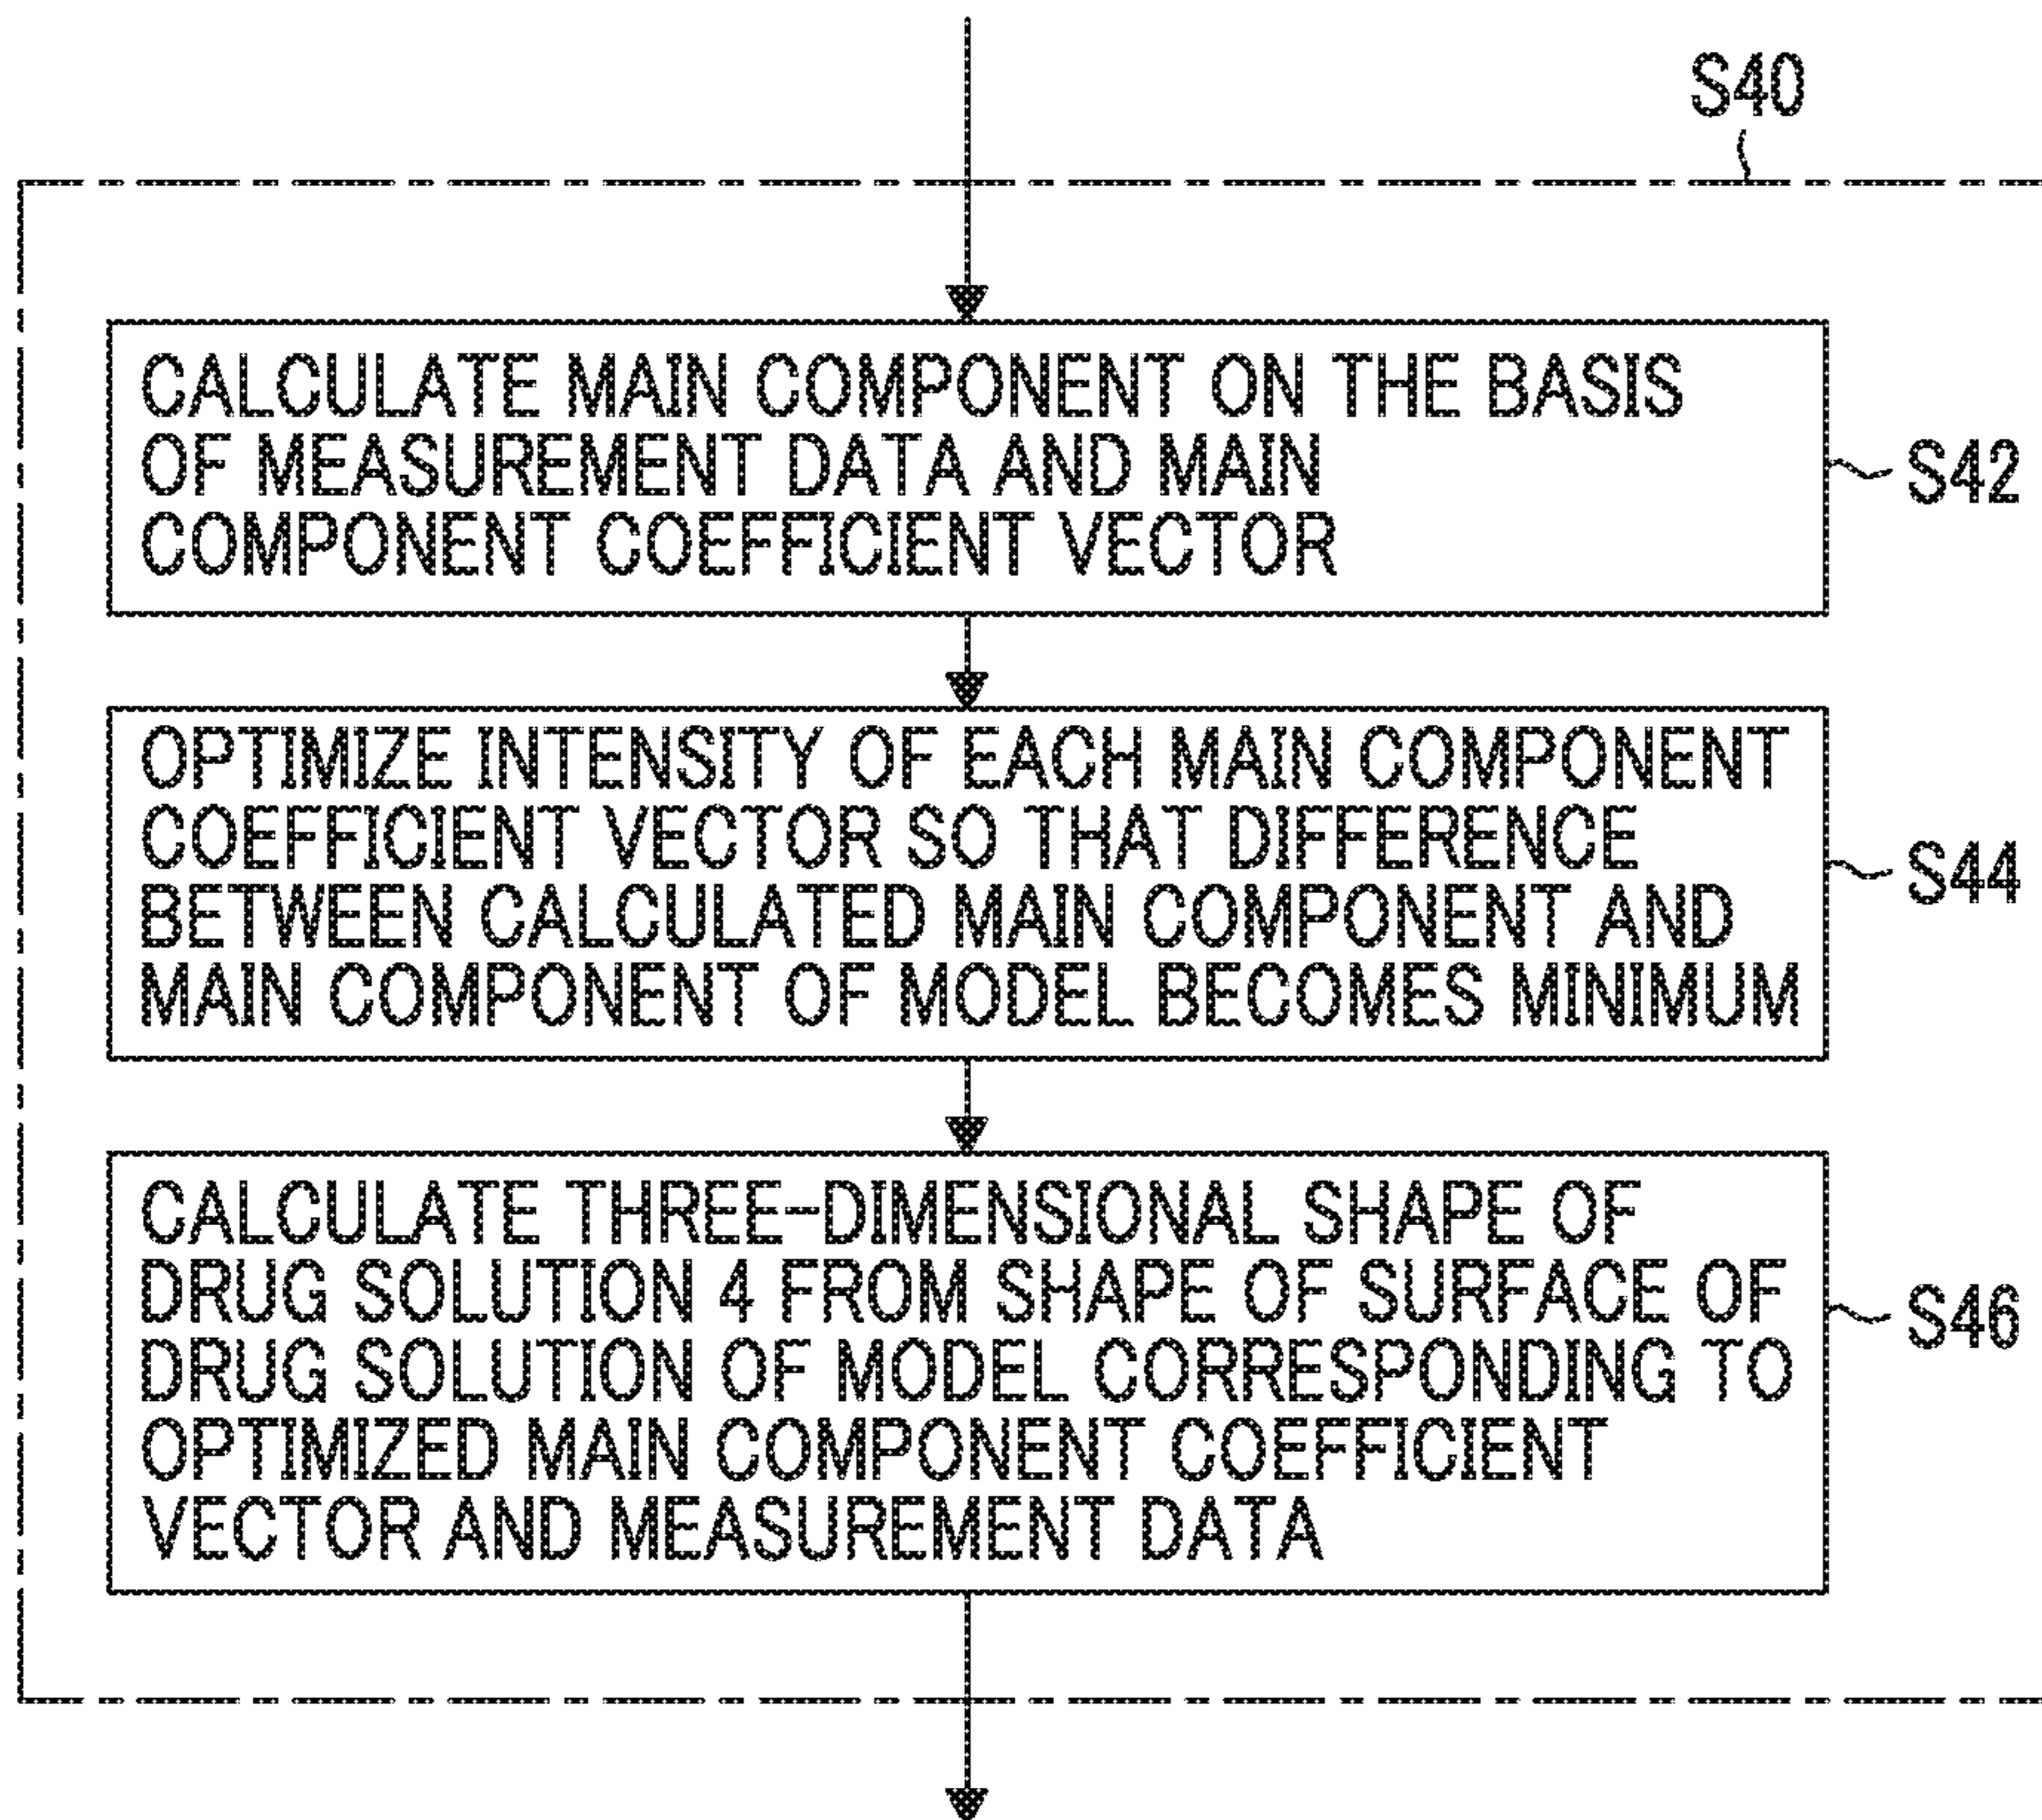 S40
CALCULATE MAIN COMPONENT ON THE BASIS
OF MEASUREMENT DATA AND MAIN
COMPONENT COEFFICIENT VECTOR
S42
OPTIMIZE INTENSITY OF EACH MAIN COMPONENT
COEFFICIENT VECTOR SO THAT DIFFERENCE
BETWEEN CALCULATED MAIN COMPONENT AND
MAIN COMPONENT OF MODEL BECOMES MINIMUM
S44
CALCULATE THREE-DIMENSIONAL SHAPE OF
DRUG SOLUTION 4 FROM SHAPE OF SURFACE OF
DRUG SOLUTION OF MODEL CORRESPONDING TO
OPTIMIZED MAIN COMPONENT COEFFICIENT
VECTOR AND MEASUREMENT DATA
S46